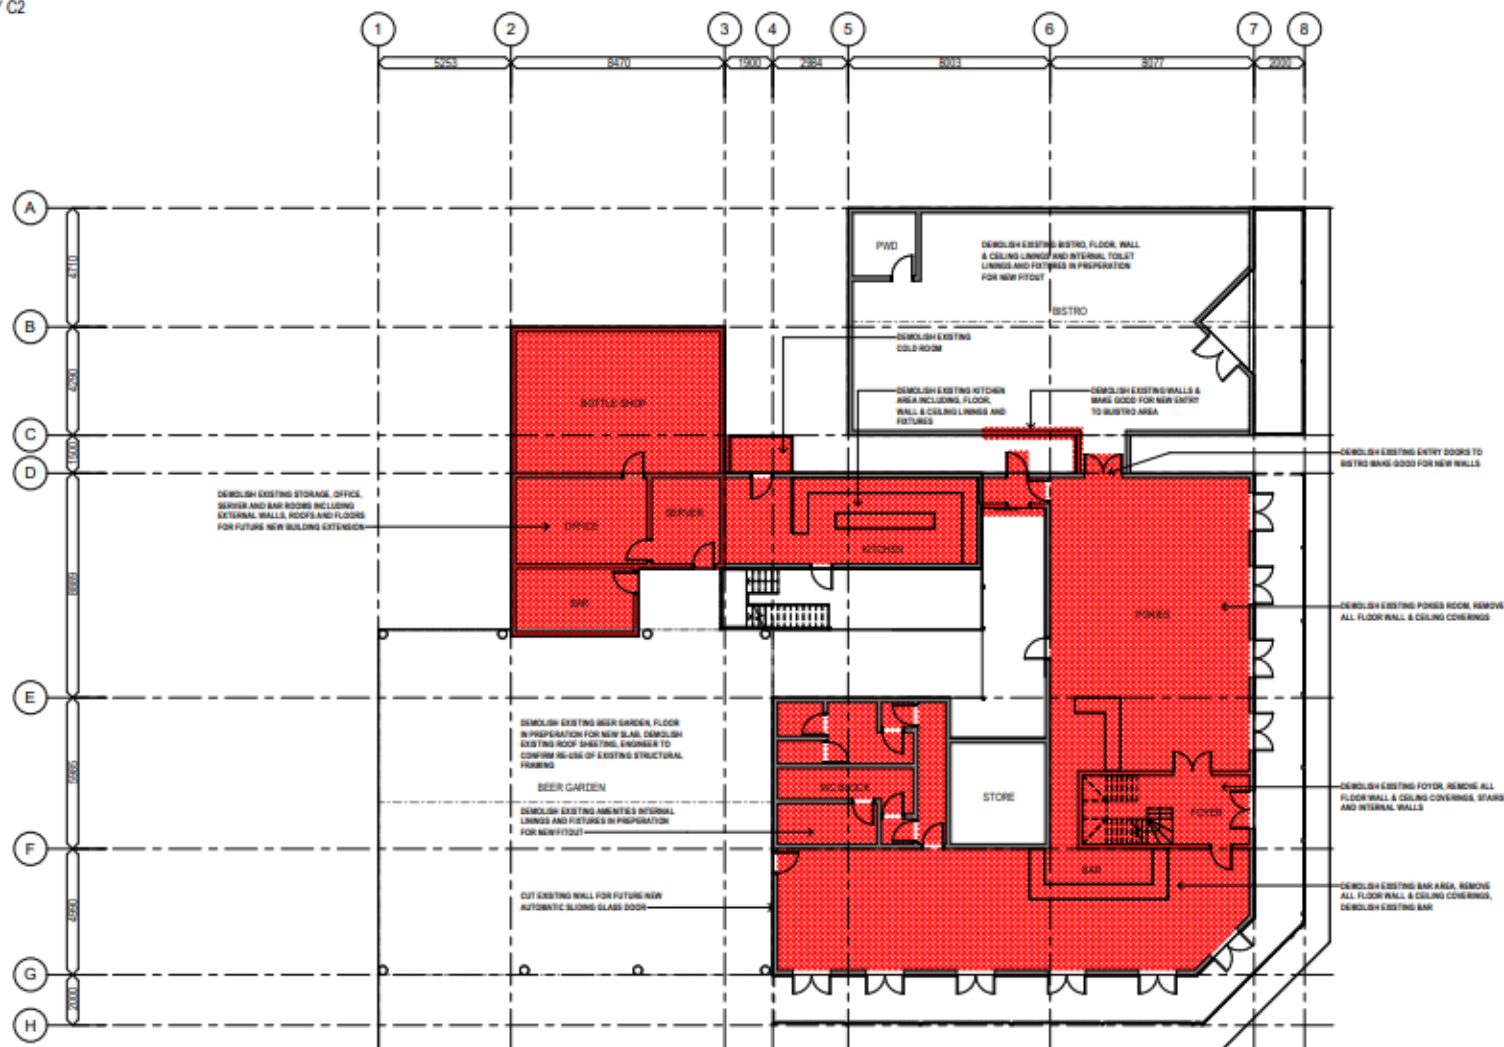 / C2
1 2 3 4 5 6 7 8
5253 8470 1900 2984 8003 8077 2000
A
4710
B
4290
C
1500
D
E
5985
F
4990
G
2000
H
PWD
DEMOLISH EXISTING BISTRO, FLOOR, WALL
& CEILING LININGS AND INTERNAL TOILET
LININGS AND FIXTURES IN PREPERATION
FOR NEW FITOUT
BISTRO
DEMOLISH EXISTING
COLD ROOM
DEMOLISH EXISTING KITCHEN
AREA INCLUDING, FLOOR,
WALL & CEILING LININGS AND
FIXTURES
DEMOLISH EXISTING WALLS &
MAKE GOOD FOR NEW ENTRY
TO BUISTRO AREA
BOTTLE SHOP
DEMOLISH EXISTING ENTRY DOORS TO
BISTRO MAKE GOOD FOR NEW WALLS
DEMOLISH EXISTING STORAGE, OFFICE,
SERVER AND BAR ROOMS INCLUDING
EXTERNAL WALLS, ROOFS AND FLOORS
FOR FUTURE NEW BUILDING EXTENSION
OFFICE
SERVER
KITCHEN
BAR
POKIES
DEMOLISH EXISTING POKIES ROOM, REMOVE
ALL FLOOR WALL & CEILING COVERINGS
DEMOLISH EXISTING BEER GARDEN, FLOOR
IN PREPERATION FOR NEW SLAB, DEMOLISH
EXISTING ROOF SHEETING, ENGINEER TO
CONFIRM RE-USE OF EXISTING STRUCTURAL
FRAMING
BEER GARDEN
DEMOLISH EXISTING AMENITIES INTERNAL
LININGS AND FIXTURES IN PREPERATION
FOR NEW FITOUT
WC BLOCK
STORE
FOYER
DEMOLISH EXISTING FOYOR, REMOVE ALL
FLOOR WALL & CEILING COVERINGS, STAIRS
AND INTERNAL WALLS
CUT EXISTING WALL FOR FUTURE NEW
AUTOMATIC SLIDING GLASS DOOR
BAR
DEMOLISH EXISTING BAR AREA, REMOVE
ALL FLOOR WALL & CEILING COVERINGS,
DEMOLISH EXISTING BAR